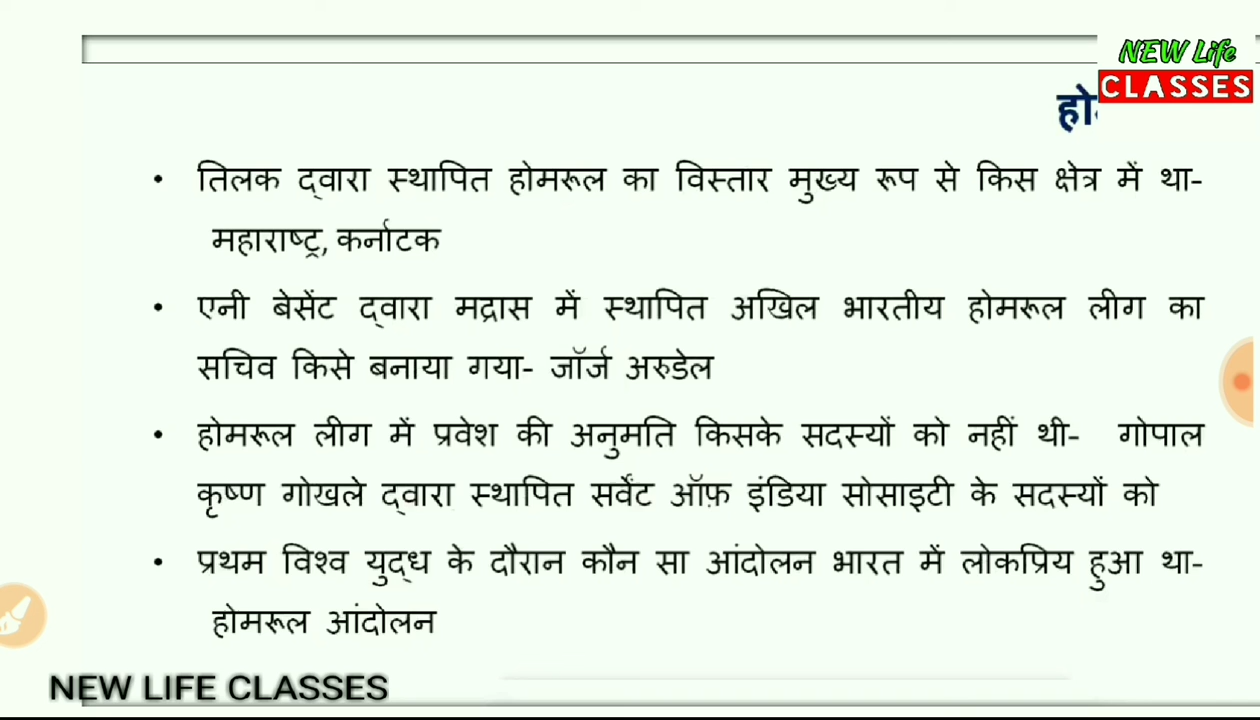 NEW Life
CLASSES
• तिलक द्वारा स्थापित होमरूल का विस्तार मुख्य रूप से किस क्षेत्र में था-
महाराष्ट्र, कर्नाटक
• एनी बेसेंट द्वारा मद्रास में स्थापित अखिल भारतीय होमरूल लीग का
सचिव किसे बनाया गया- जॉर्ज अरुडेल
• होमरूल लीग में प्रवेश की अनुमति किसके सदस्यों को नहीं थी- गोपाल
कृष्ण गोखले द्वारा स्थापित सर्वेंट ऑफ़ इंडिया सोसाइटी के सदस्यों को
• प्रथम विश्व युद्ध के दौरान कौन सा आंदोलन भारत में लोकप्रिय हुआ था-
होमरूल आंदोलन
NEW LIFE CLASSES